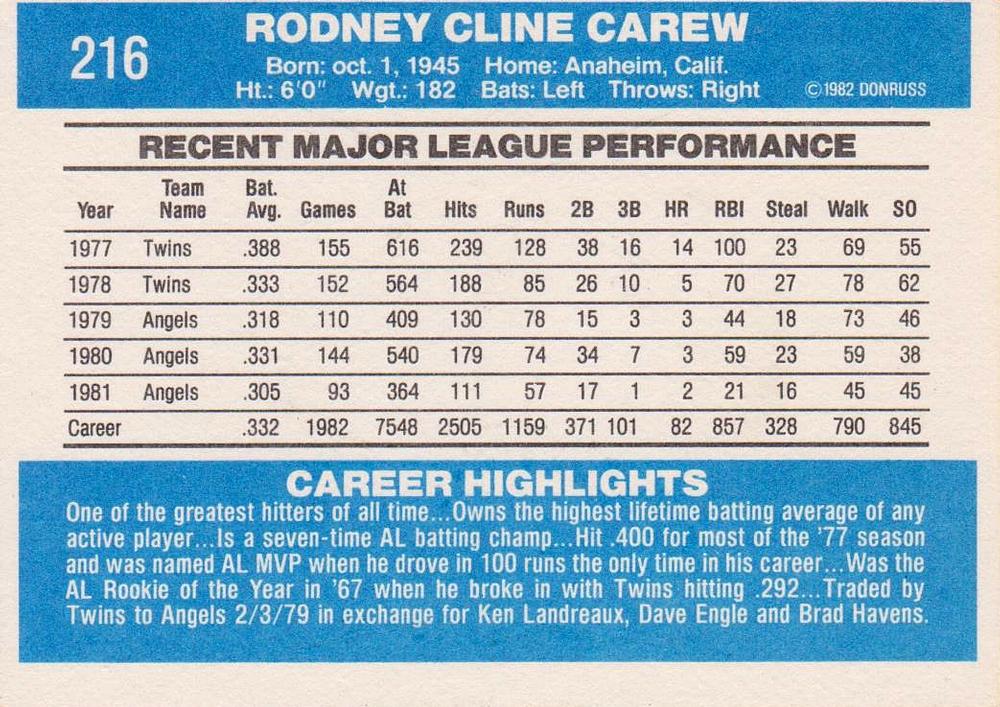 216
RODNEY CLINE CAREW
Born: oct. 1, 1945 Home: Anaheim, Calif.
Ht.: 6'0" Wgt.: 182 Bats: Left Throws: Right
©1982 DONRUSS
RECENT MAJOR LEAGUE PERFORMANCE
Year Team Name Bat. Avg. Games At Bat Hits Runs 2B 3B HR RBI Steal Walk SO
1977 Twins .388 155 616 239 128 38 16 14 100 23 69 55
1978 Twins .333 152 564 188 85 26 10 5 70 27 78 62
1979 Angels .318 110 409 130 78 15 3 3 44 18 73 46
1980 Angels .331 144 540 179 74 34 7 3 59 23 59 38
1981 Angels .305 93 364 111 57 17 1 2 21 16 45 45
Career .332 1982 7548 2505 1159 371 101 82 857 328 790 845
CAREER HIGHLIGHTS
One of the greatest hitters of all time...Owns the highest lifetime batting average of any
active player...Is a seven-time AL batting champ...Hit .400 for most of the '77 season
and was named AL MVP when he drove in 100 runs the only time in his career...Was the
AL Rookie of the Year in '67 when he broke in with Twins hitting .292...Traded by
Twins to Angels 2/3/79 in exchange for Ken Landreaux, Dave Engle and Brad Havens.